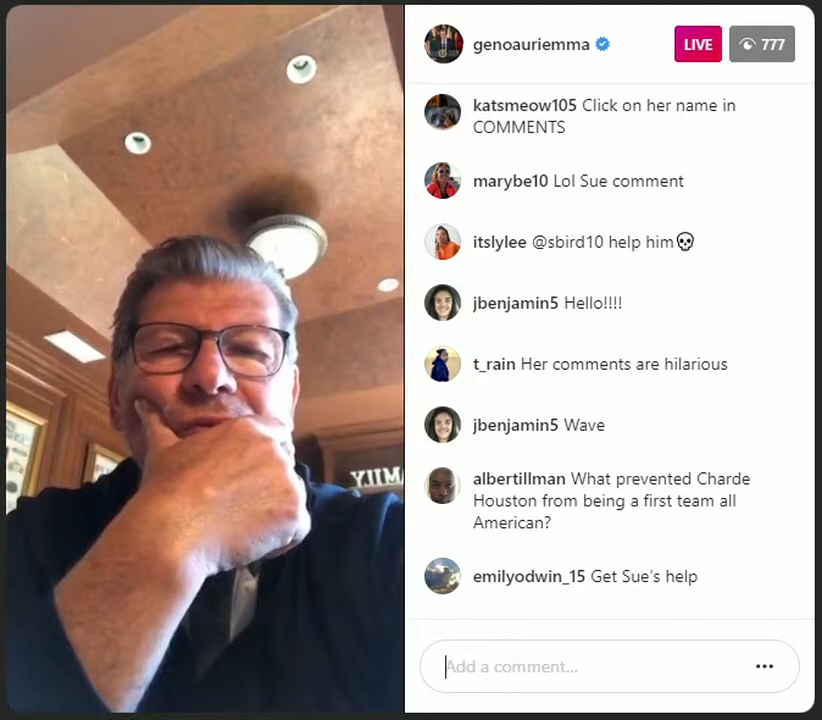 genoauriemma
LIVE
777
katsmeow105 Click on her name in
COMMENTS
marybe10 Lol Sue comment
itslylee @sbird10 help him💀
jbenjamin5 Hello!!!!
t_rain Her comments are hilarious
jbenjamin5 Wave
albertillman What prevented Charde
Houston from being a first team all
American?
emilyodwin_15 Get Sue's help
Add a comment...